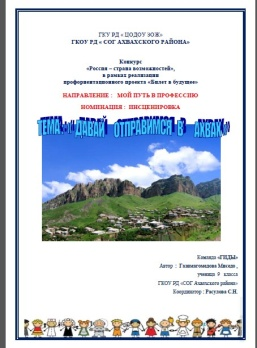 ГКУ РД « ЦОДОУ ЗОЖ»
ГКОУ РД « СОГ АХВАХСКОГО РАЙОНА»
Конкурс
«Россия – страна возможностей»,
в рамках реализации
профориентационного проекта «Билет в будущее»
НАПРАВЛЕНИЕ : МОЙ ПУТЬ В ПРОФЕССИЮ
НОМИНАЦИЯ : ИНСЦЕНИРОВКА
ТЕМА: «ДАВАЙ ОТПРАВИМСЯ В АХВАХ»
Команда «ГИДЫ»
Автор : Гаджимагомедова
ученица 9 класса
ГКОУ РД «СОГ Ахвахского района»
Координатор : Расулова С.Н.